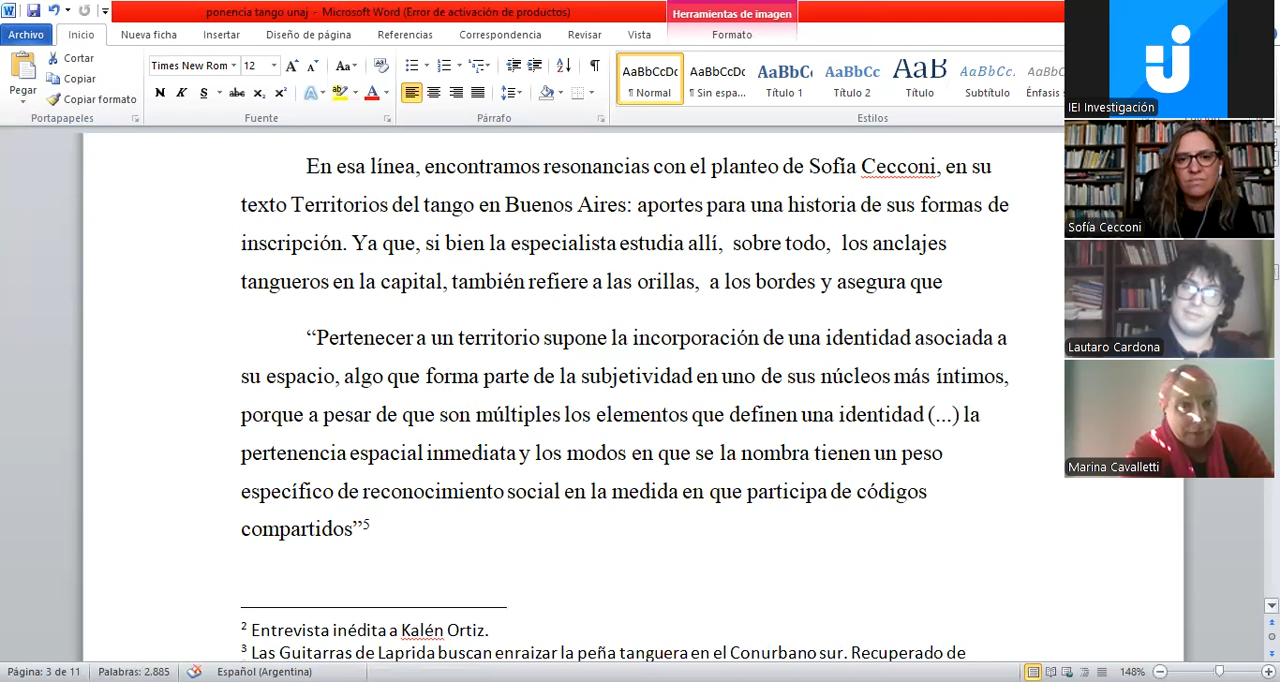 ponencia tango unaj - Microsoft Word (Error de activación de productos)
Herramientas de imagen
Archivo Inicio Nueva ficha Insertar Diseño de página Referencias Correspondencia Revisar Vista Formato
Pegar
Cortar
Copiar
Copiar formato
Portapapeles
Times New Rom 12
N K S abc x₂ x² A A
Fuente
Párrafo
AaBbCcDc AaBbCcDc AaBbC AaBbCc AaB AaBbCc. AaBbC
¶ Normal ¶ Sin espa... Título 1 Título 2 Título Subtítulo Énfasis
Estilos
En esa línea, encontramos resonancias con el planteo de Sofía Cecconi, en su
texto Territorios del tango en Buenos Aires: aportes para una historia de sus formas de
inscripción. Ya que, si bien la especialista estudia allí, sobre todo, los anclajes
tangueros en la capital, también refiere a las orillas, a los bordes y asegura que
“Pertenecer a un territorio supone la incorporación de una identidad asociada a
su espacio, algo que forma parte de la subjetividad en uno de sus núcleos más íntimos,
porque a pesar de que son múltiples los elementos que definen una identidad (...) la
pertenencia espacial inmediata y los modos en que se la nombra tienen un peso
específico de reconocimiento social en la medida en que participa de códigos
compartidos”⁵
² Entrevista inédita a Kalén Ortiz.
³ Las Guitarras de Laprida buscan enraizar la peña tanguera en el Conurbano sur. Recuperado de
Página: 3 de 11 Palabras: 2.885 Español (Argentina) 148%
IEI Investigación
Sofía Cecconi
Lautaro Cardona
Marina Cavalletti